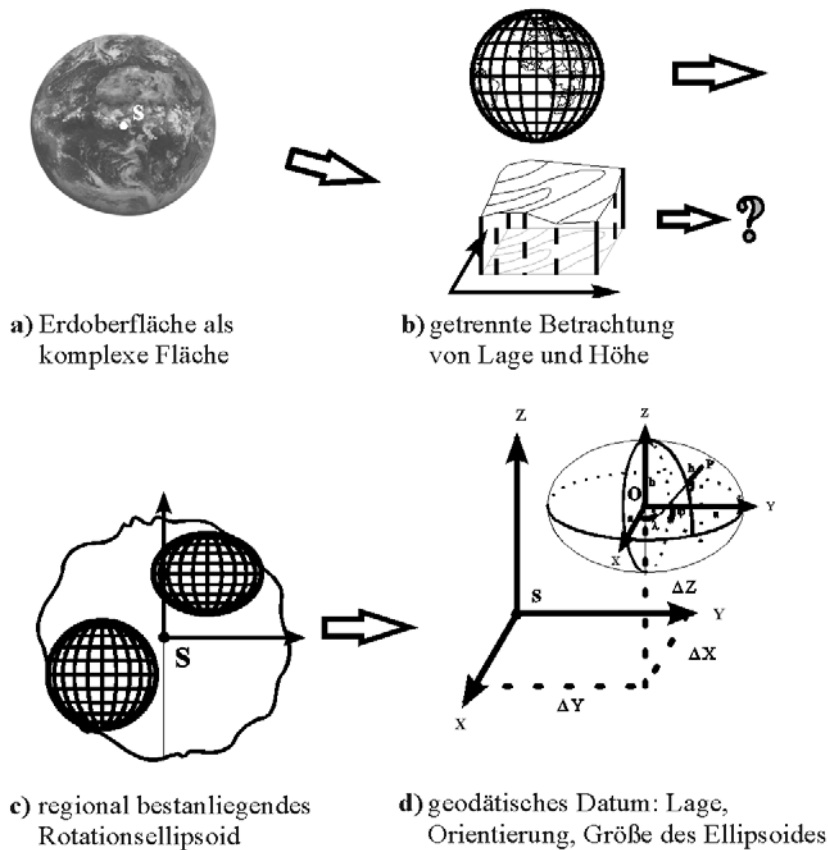 S
?
a) Erdoberfläche als
komplexe Fläche
b) getrennte Betrachtung
von Lage und Höhe
S
Z
Z
h
P
b
O
Y
a
λ
φ
a
X
ΔZ
S
Y
ΔX
ΔY
X
c) regional bestanliegendes
Rotationsellipsoid
d) geodätisches Datum: Lage,
Orientierung, Größe des Ellipsoides